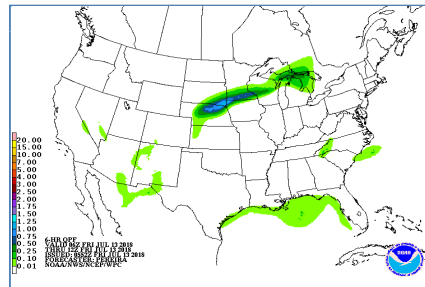 20.00
15.00
10.00
7.00
5.00
4.00
3.00
2.50
2.00
1.75
1.50
1.25
1.00
0.75
0.50
0.25
0.10
0.01
6-HR QPF
VALID 06Z FRI JUL 13 2018
THRU 12Z FRI JUL 13 2018
ISSUED: 0552Z FRI JUL 13 2018
FORECASTER: PEREIRA
NOAA/NWS/NCEP/WPC
NOAA